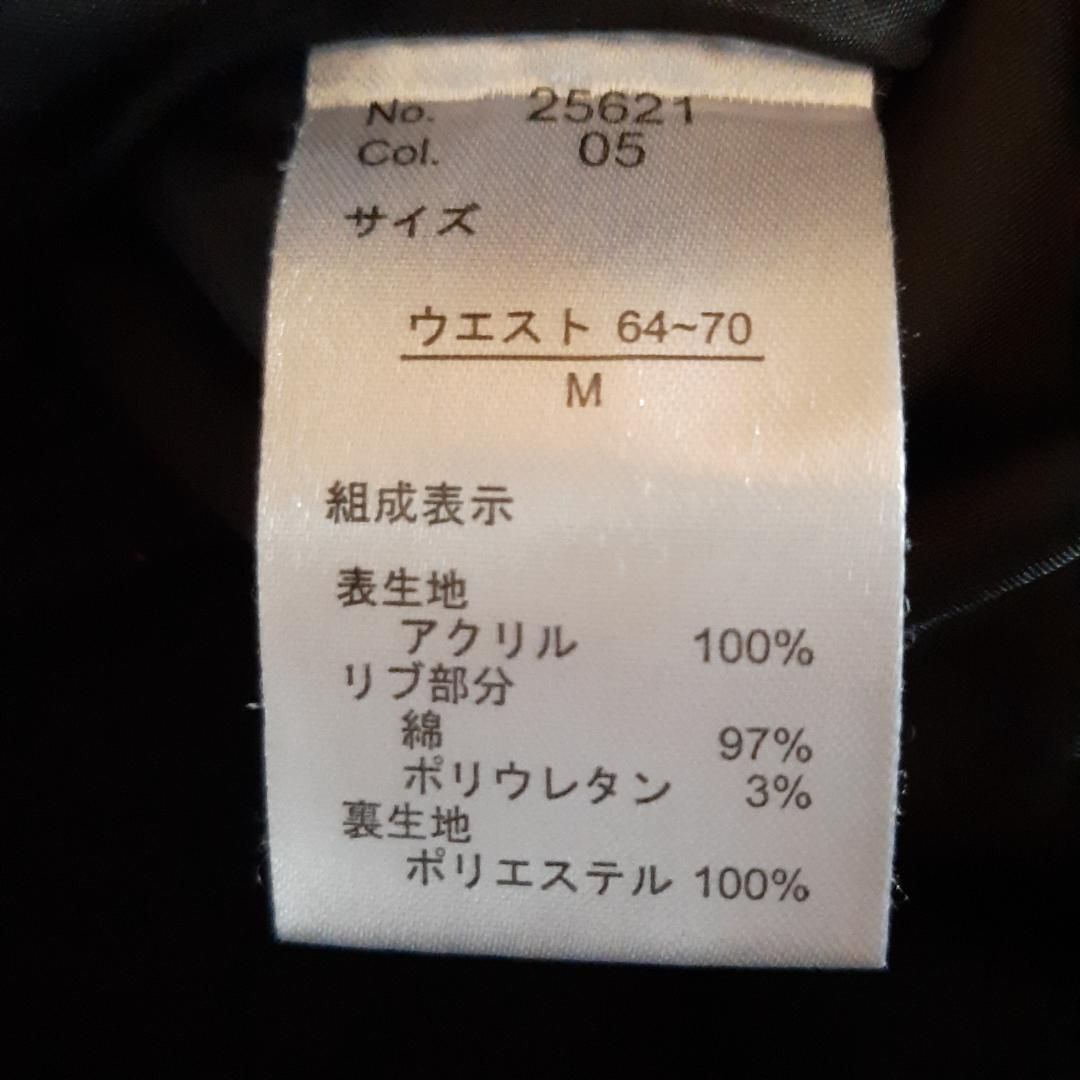 No. 25621
Col. 05
サイズ
ウエスト 64~70
M
組成表示
表生地
アクリル 100%
リブ部分
綿 97%
ポリウレタン 3%
裏生地
ポリエステル 100%